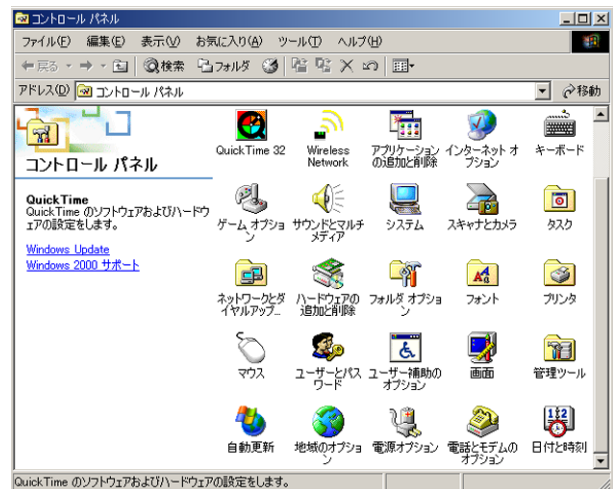 コントロール パネル
ファイル(F) 編集(E) 表示(V) お気に入り(A) ツール(T) ヘルプ(H)
戻る 検索 フォルダ
アドレス(D) コントロール パネル 移動
コントロール パネル
QuickTime
QuickTime のソフトウェアおよびハードウ
ェアの設定をします。
Windows Update
Windows 2000 サポート
QuickTime 32
Wireless
Network
アプリケーション
の追加と削除
インターネット オ
プション
キーボード
ゲーム オプショ
ン
サウンドとマルチ
メディア
システム
スキャナとカメラ
タスク
ネットワークとダ
イヤルアップ...
ハードウェアの
追加と削除
フォルダ オプショ
ン
フォント
プリンタ
マウス
ユーザーとパス
ワード
ユーザー補助の
オプション
画面
管理ツール
自動更新
地域のオプショ
ン
電源オプション
電話とモデムの
オプション
日付と時刻
QuickTime のソフトウェアおよびハードウェアの設定をします。